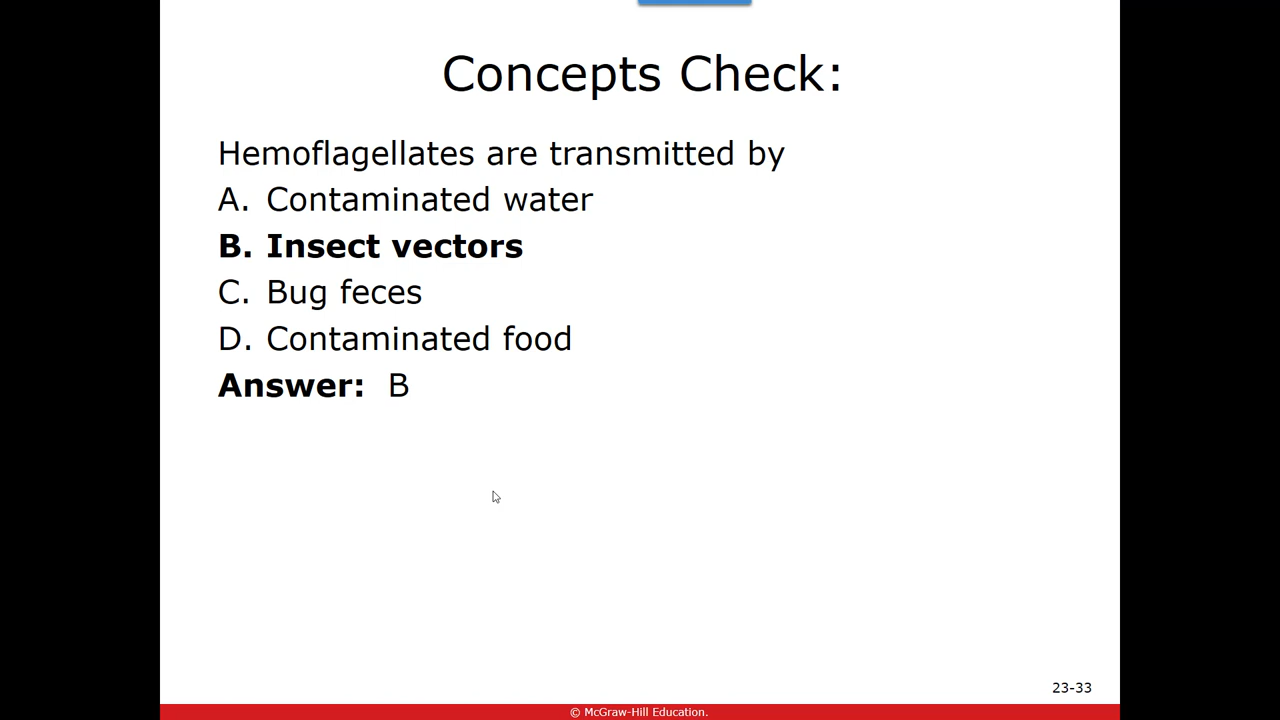 Concepts Check:
Hemoflagellates are transmitted by
A. Contaminated water
B. Insect vectors
C. Bug feces
D. Contaminated food
Answer: B
23-33
© McGraw-Hill Education.